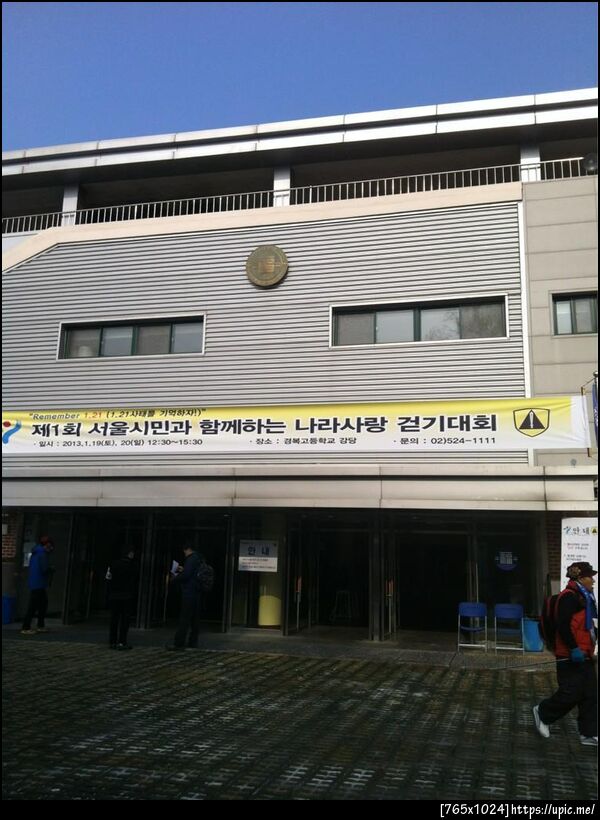 "Remember 1.21 (1.21사태를 기억하자!)"
제1회 서울시민과 함께하는 나라사랑 걷기대회
· 일시 : 2013.1.19(토), 20(일) 12:30~15:30 · 장소 : 경복고등학교 강당 · 문의 : 02)524-1111
안 내
안 내
[765x1024]https://upic.me/